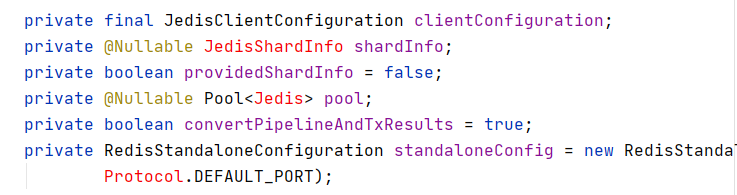 private final JedisClientConfiguration clientConfiguration;
private @Nullable JedisShardInfo shardInfo;
private boolean providedShardInfo = false;
private @Nullable Pool<Jedis> pool;
private boolean convertPipelineAndTxResults = true;
private RedisStandaloneConfiguration standaloneConfig = new RedisStanda
Protocol.DEFAULT_PORT);